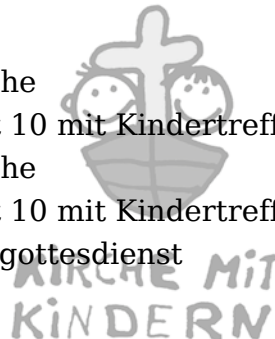 he
10 mit Kindertreff
he
10 mit Kindertreff
gottesdienst
KIRCHE MIT
KINDERN